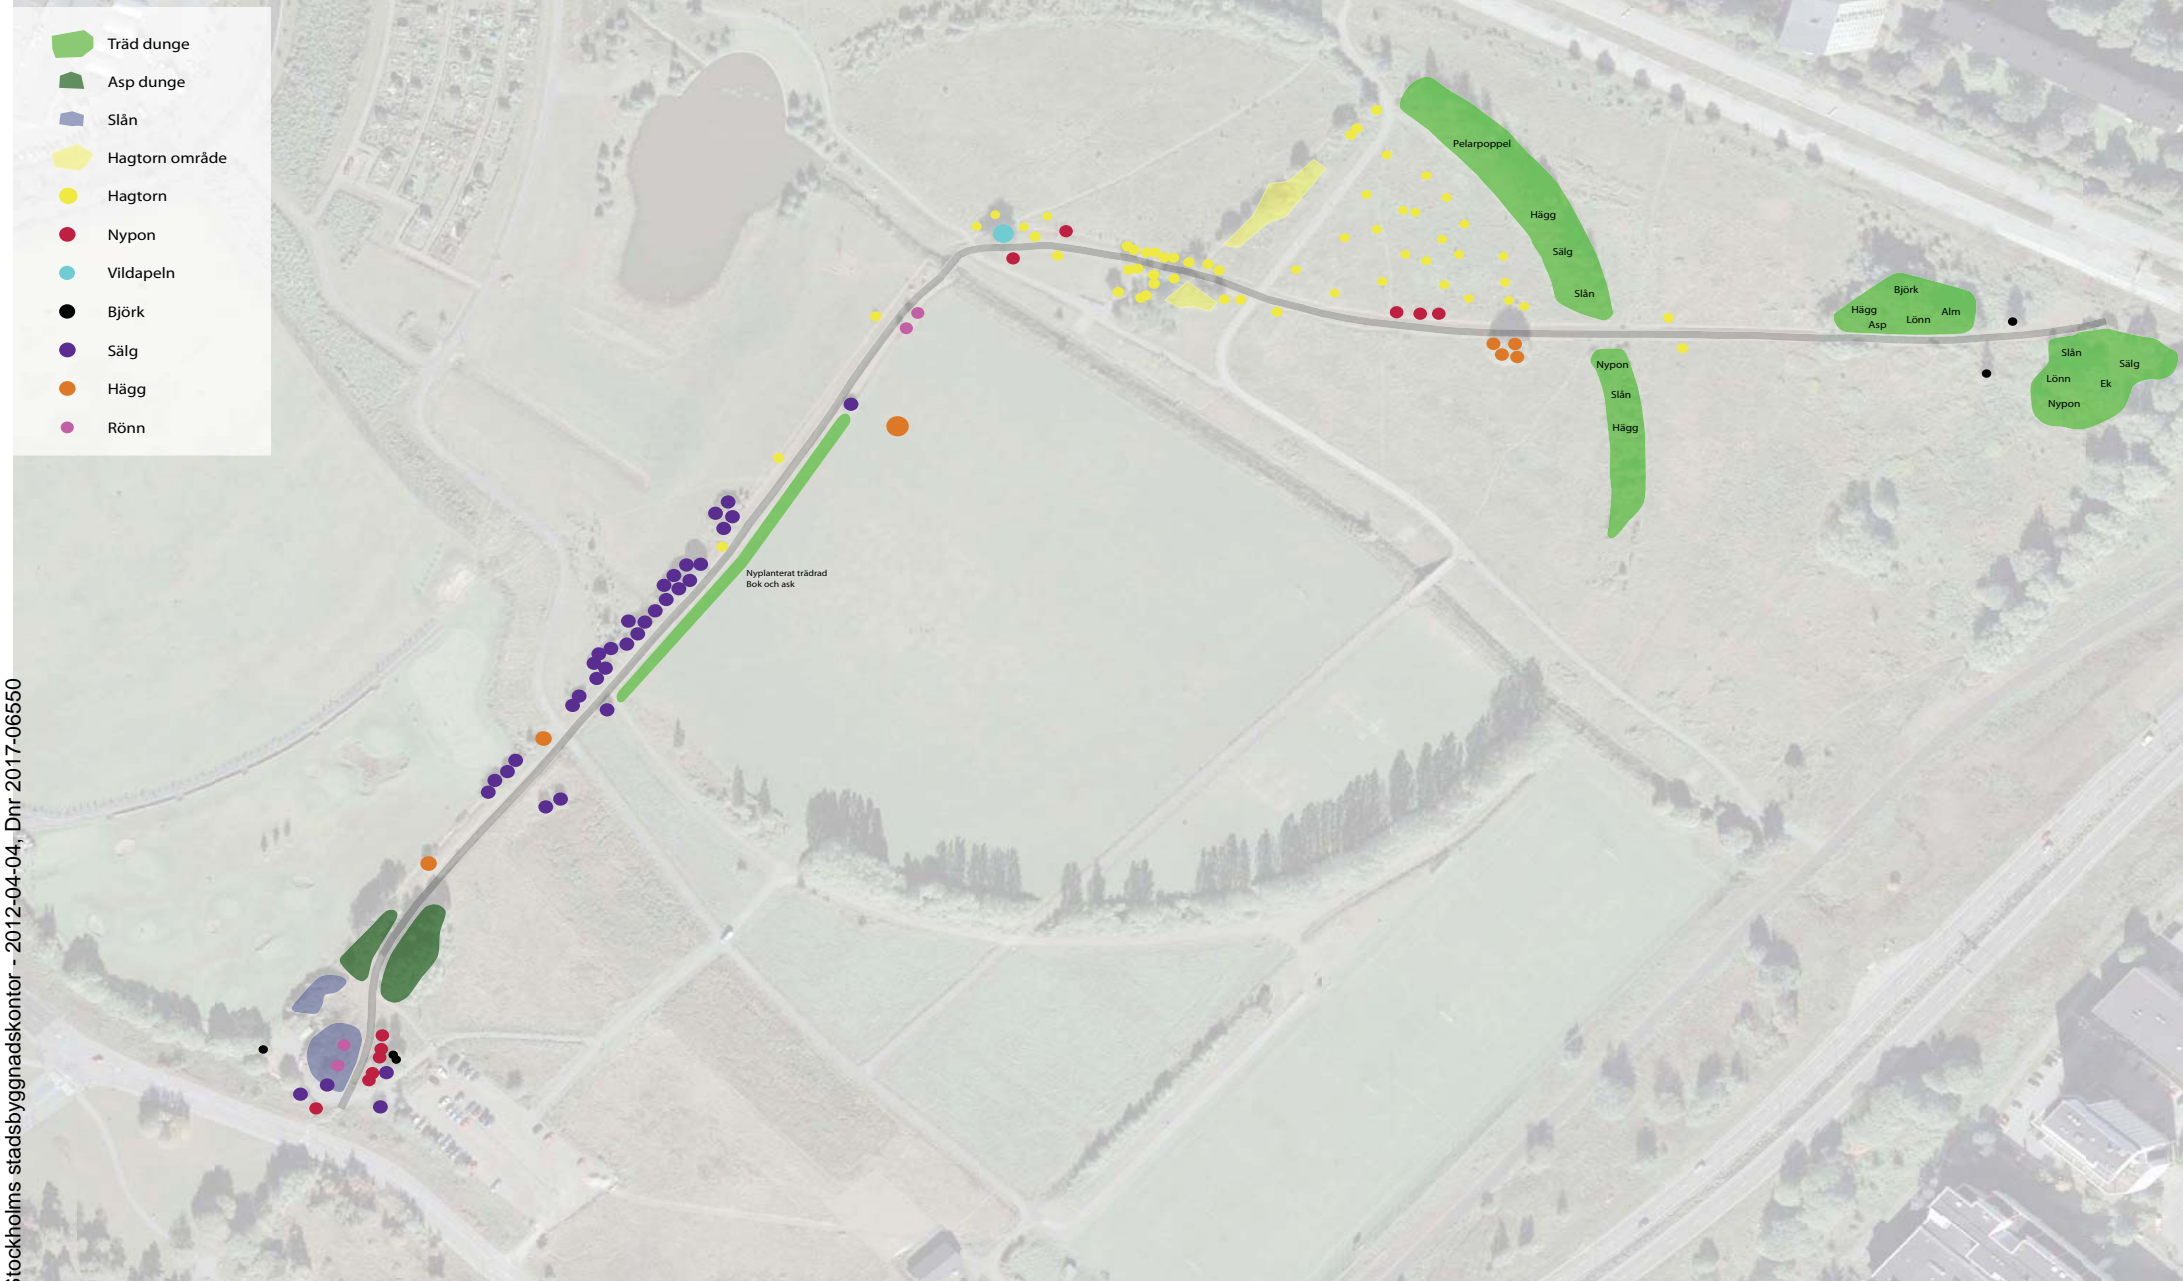 Träd dunge
Asp dunge
Slån
Hagtorn område
Hagtorn
Nypon
Vildapeln
Björk
Sälg
Hägg
Rönn
Pelarpoppel
Hägg
Sälg
Slån
Björk
Hägg
Alm
Lönn
Asp
Slån
Sälg
Lönn
Ek
Nypon
Nypon
Slån
Hägg
Nyplanterat trädrad
Bok och ask
Stockholms stadsbyggnadskontor - 2012-04-04, Dnr 2017-06550